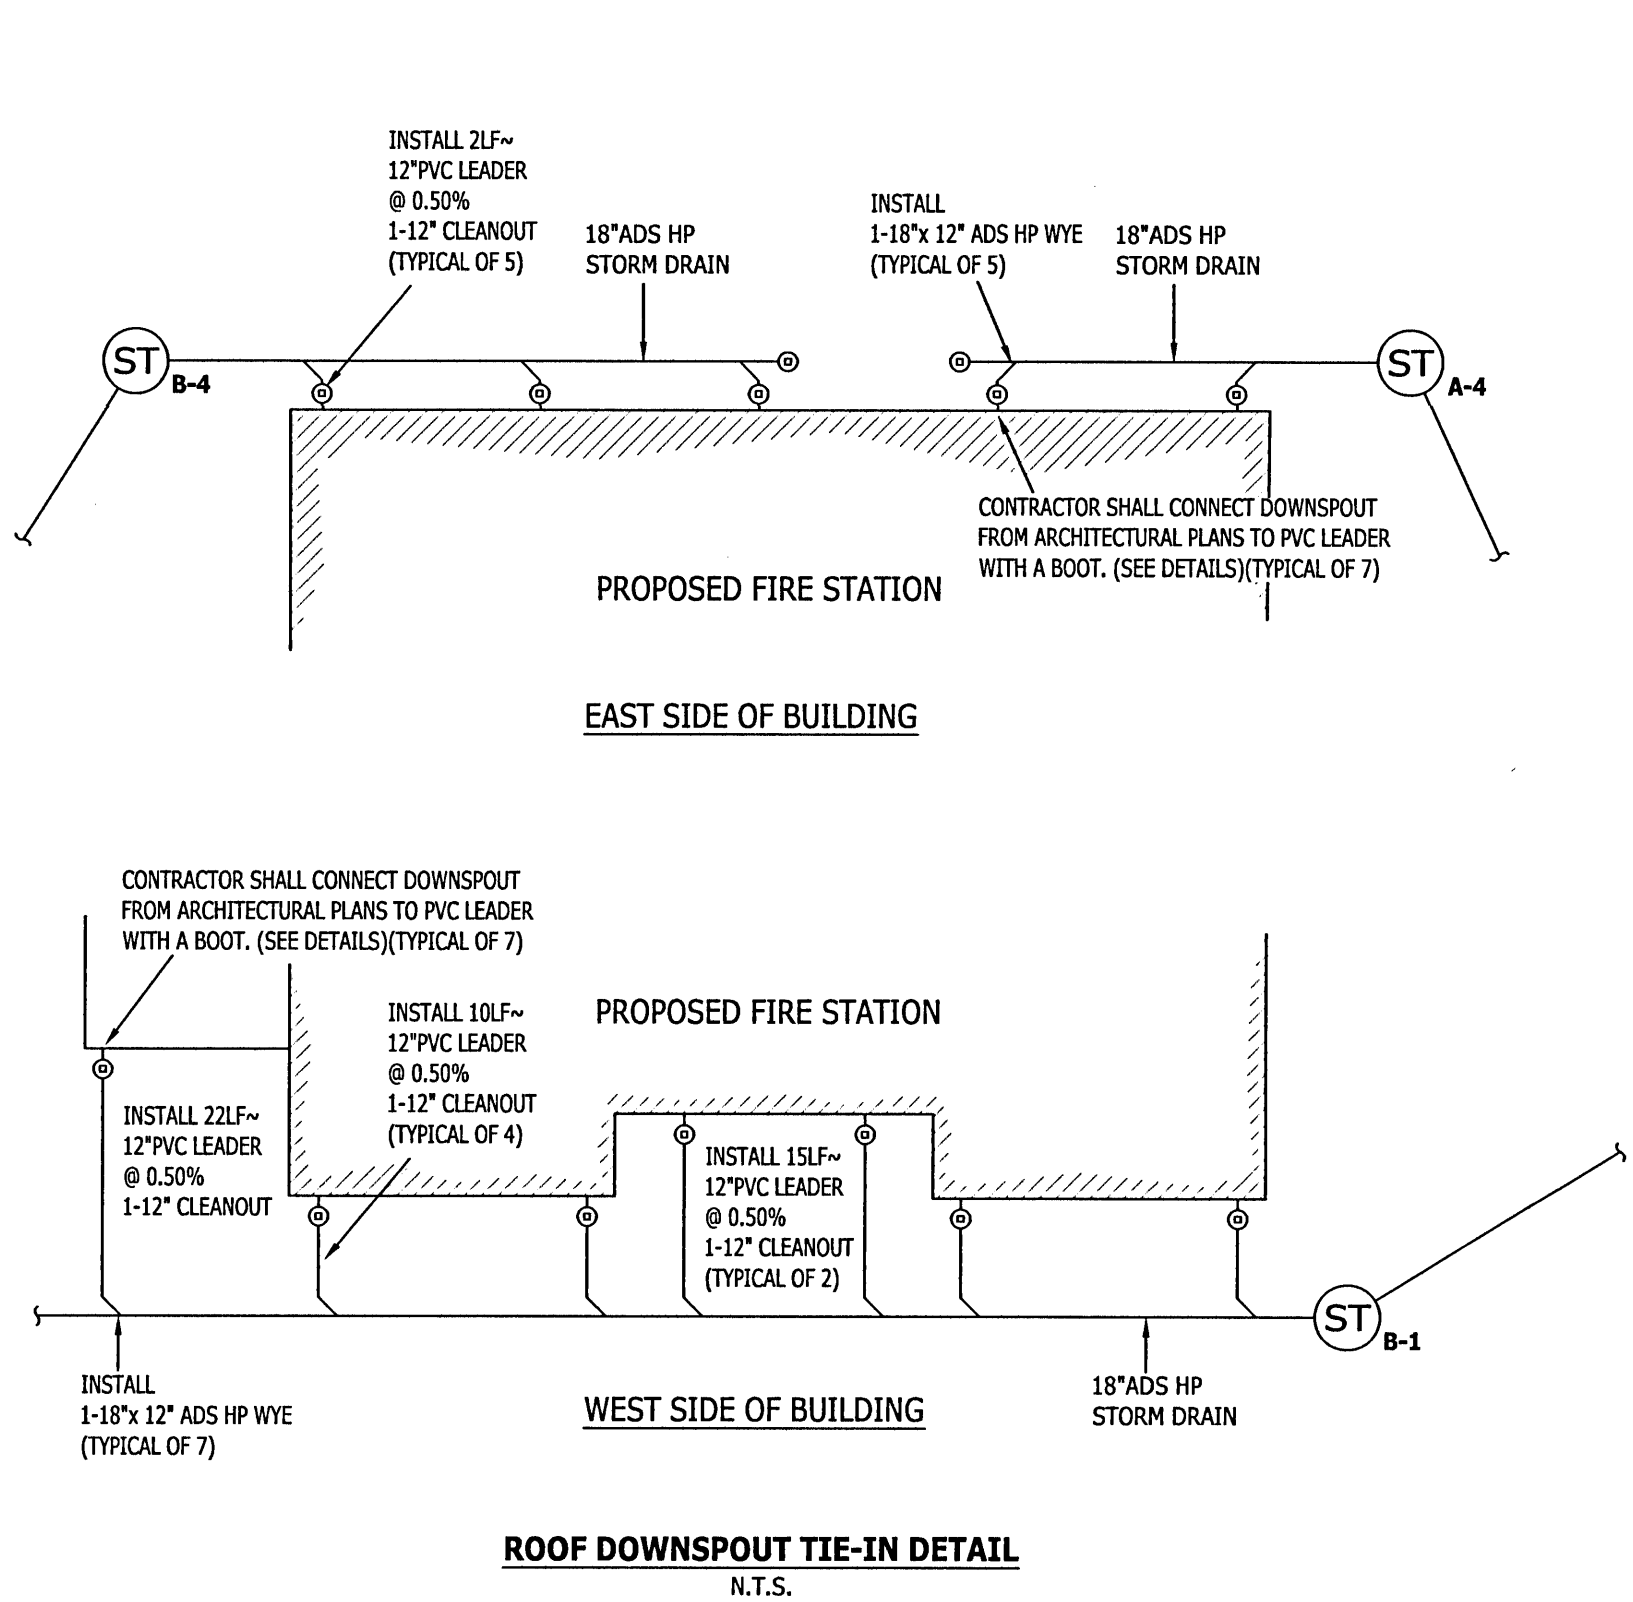 INSTALL 2LF~
12"PVC LEADER
@ 0.50%
1-12" CLEANOUT
(TYPICAL OF 5)
18"ADS HP
STORM DRAIN
INSTALL
1-18"x 12" ADS HP WYE
(TYPICAL OF 5)
18"ADS HP
STORM DRAIN
ST
B-4
ST
A-4
CONTRACTOR SHALL CONNECT DOWNSPOUT
FROM ARCHITECTURAL PLANS TO PVC LEADER
WITH A BOOT. (SEE DETAILS)(TYPICAL OF 7)
PROPOSED FIRE STATION
EAST SIDE OF BUILDING
CONTRACTOR SHALL CONNECT DOWNSPOUT
FROM ARCHITECTURAL PLANS TO PVC LEADER
WITH A BOOT. (SEE DETAILS)(TYPICAL OF 7)
INSTALL 10LF~
12"PVC LEADER
@ 0.50%
1-12" CLEANOUT
(TYPICAL OF 4)
PROPOSED FIRE STATION
INSTALL 22LF~
12"PVC LEADER
@ 0.50%
1-12" CLEANOUT
INSTALL 15LF~
12"PVC LEADER
@ 0.50%
1-12" CLEANOUT
(TYPICAL OF 2)
ST
B-1
INSTALL
1-18"x 12" ADS HP WYE
(TYPICAL OF 7)
18"ADS HP
STORM DRAIN
WEST SIDE OF BUILDING
ROOF DOWNSPOUT TIE-IN DETAIL
N.T.S.